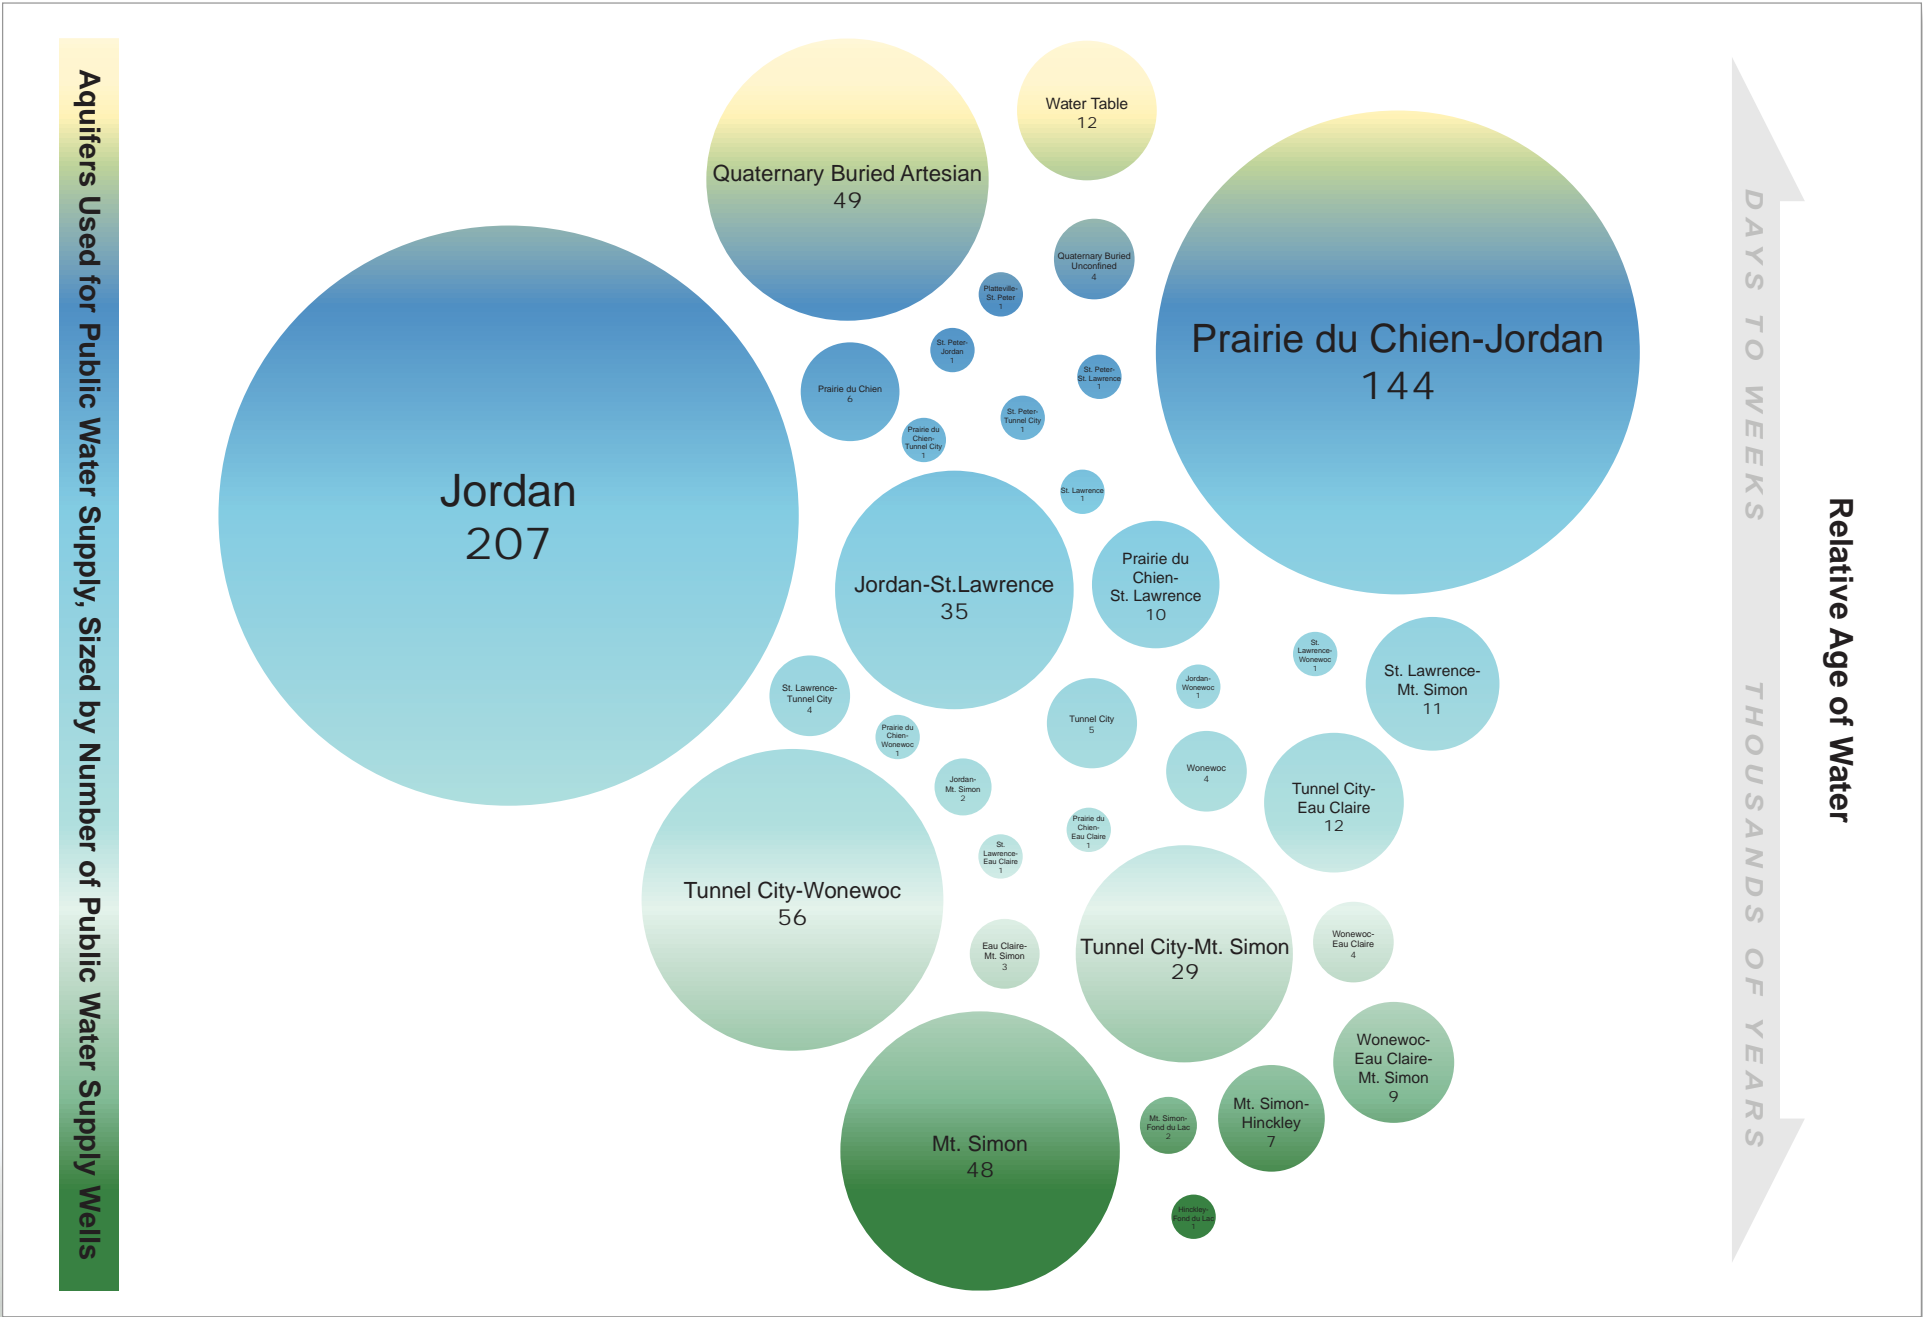 Aquifers Used for Public Water Supply, Sized by Number of Public Water Supply Wells
Quaternary Buried Artesian
49
Water Table
12
Quaternary Buried
Unconfined
4
Platteville-
St. Peter
1
Prairie du Chien-Jordan
144
St. Peter-
Jordan
1
Prairie du Chien
6
St. Peter-
St. Lawrence
1
St. Peter-
Tunnel City
1
Prairie du
Chien-
Tunnel City
1
Jordan
207
St. Lawrence
1
Jordan-St.Lawrence
35
Prairie du
Chien-
St. Lawrence
10
St.
Lawrence-
Wonewoc
1
St. Lawrence-
Mt. Simon
11
St. Lawrence-
Tunnel City
4
Jordan-
Wonewoc
1
Tunnel City
5
Prairie du
Chien-
Wonewoc
1
Wonewoc
4
Jordan-
Mt. Simon
2
Tunnel City-
Eau Claire
12
Prairie du
Chien-
Eau Claire
1
St.
Lawrence-
Eau Claire
1
Tunnel City-Wonewoc
56
Eau Claire-
Mt. Simon
3
Tunnel City-Mt. Simon
29
Wonewoc-
Eau Claire
4
Wonewoc-
Eau Claire-
Mt. Simon
9
Mt. Simon
48
Mt. Simon-
Fond du Lac
2
Mt. Simon-
Hinckley
7
Hinckley-
Fond du Lac
1
DAYS TO WEEKS
THOUSANDS OF YEARS
Relative Age of Water